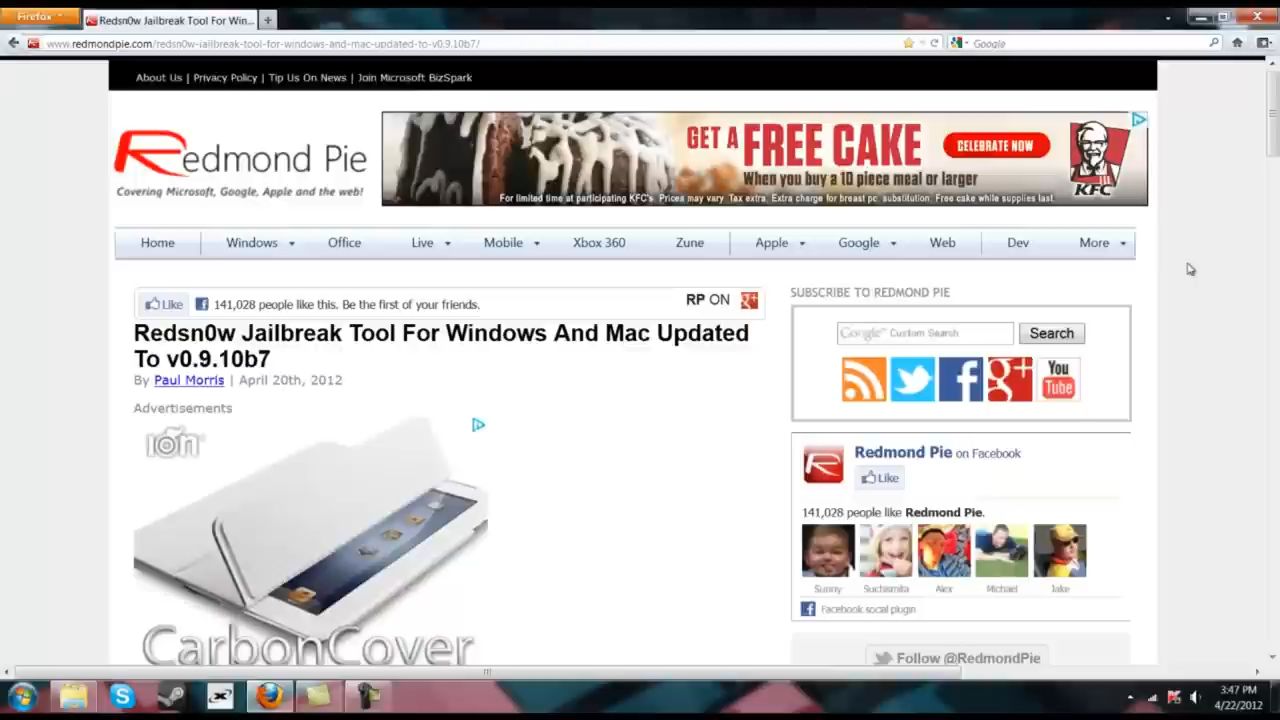 Firefox
Redsn0w Jailbreak Tool For Win...
www.redmondpie.com/redsn0w-jailbreak-tool-for-windows-and-mac-updated-to-v0.9.10b7/
Google
About Us | Privacy Policy | Tip Us On News | Join Microsoft BizSpark
Redmond Pie
Covering Microsoft, Google, Apple and the web!
GET A FREE CAKE
CELEBRATE NOW
When you buy a 10 piece meal or larger
KFC
For limited time at participating KFC's. Prices may vary. Tax extra. Extra charge for breast pc. substitution. Free cake while supplies last.
Home Windows Office Live Mobile Xbox 360 Zune Apple Google Web Dev More
Like 141,028 people like this. Be the first of your friends. RP ON
Redsn0w Jailbreak Tool For Windows And Mac Updated
To v0.9.10b7
By Paul Morris | April 20th, 2012
Advertisements
iön
CarbonCover
SUBSCRIBE TO REDMOND PIE
Google™ Custom Search Search
You
Tube
Redmond Pie on Facebook
Like
141,028 people like Redmond Pie.
Sunny Suchismita Alex Michael Jake
Facebook social plugin
Follow @RedmondPie
3:47 PM
4/22/2012